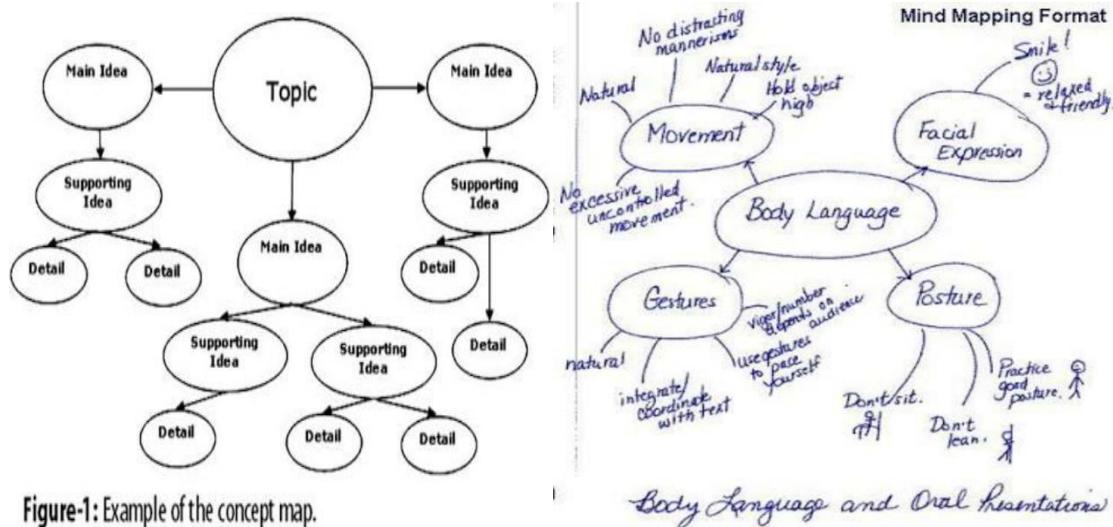 Topic
Main Idea
Main Idea
Supporting
Idea
Supporting
Idea
Detail
Detail
Main Idea
Detail
Supporting
Idea
Supporting
Idea
Detail
Detail
Detail
Detail
Figure-1: Example of the concept map.
Mind Mapping Format
No distrasting
mannerisms
Natural
Natural style
Hold object
high
Movement
No
excessive
uncontrolled
movement.
Smile!
= relaxed
+ friendly.
Facial
Expression
Body Language
Gestures
natural
integrate/
coordinate
with text
vigor/number
depends on
audience
use gestures
to pace
yourself
Posture
Don't sit.
Don't
lean.
Practice
good
posture.
Body Language and Oral Presentations